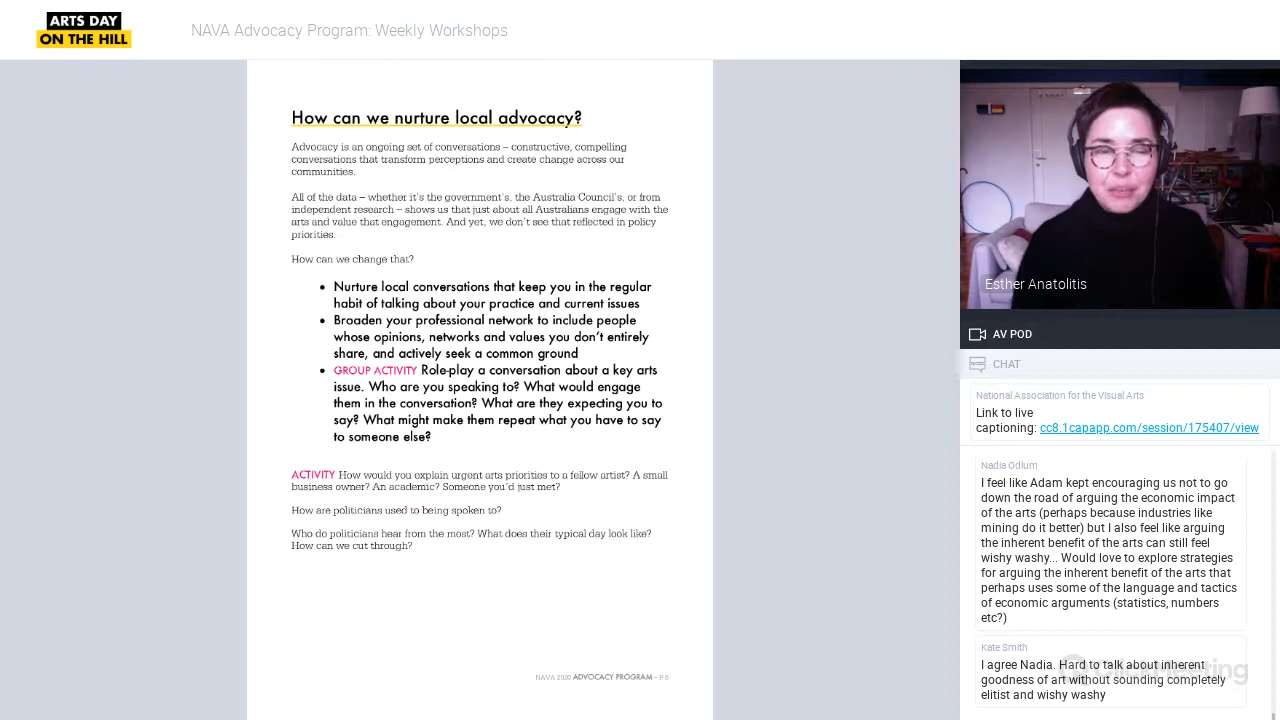 ARTS DAY
ON THE HILL
NAVA Advocacy Program: Weekly Workshops
How can we nurture local advocacy?
Advocacy is an ongoing set of conversations – constructive, compelling
conversations that transform perceptions and create change across our
communities.
All of the data – whether it's the government's, the Australia Council's, or from
independent research – shows us that just about all Australians engage with the
arts and value that engagement. And yet, we don't see that reflected in policy
priorities.
How can we change that?
• Nurture local conversations that keep you in the regular
habit of talking about your practice and current issues
• Broaden your professional network to include people
whose opinions, networks and values you don't entirely
share, and actively seek a common ground
• GROUP ACTIVITY Role-play a conversation about a key arts
issue. Who are you speaking to? What would engage
them in the conversation? What are they expecting you to
say? What might make them repeat what you have to say
to someone else?
ACTIVITY How would you explain urgent arts priorities to a fellow artist? A small
business owner? An academic? Someone you'd just met?
How are politicians used to being spoken to?
Who do politicians hear from the most? What does their typical day look like?
How can we cut through?
NAVA 2020 ADVOCACY PROGRAM – P.6
Esther Anatolitis
AV POD
CHAT
National Association for the Visual Arts
Link to live
captioning: cc8.1capapp.com/session/175407/view
Nadia Odlum
I feel like Adam kept encouraging us not to go
down the road of arguing the economic impact
of the arts (perhaps because industries like
mining do it better) but I also feel like arguing
the inherent benefit of the arts can still feel
wishy washy... Would love to explore strategies
for arguing the inherent benefit of the arts that
perhaps uses some of the language and tactics
of economic arguments (statistics, numbers
etc?)
Kate Smith
I agree Nadia. Hard to talk about inherent
goodness of art without sounding completely
elitist and wishy washy
ClickMeeting